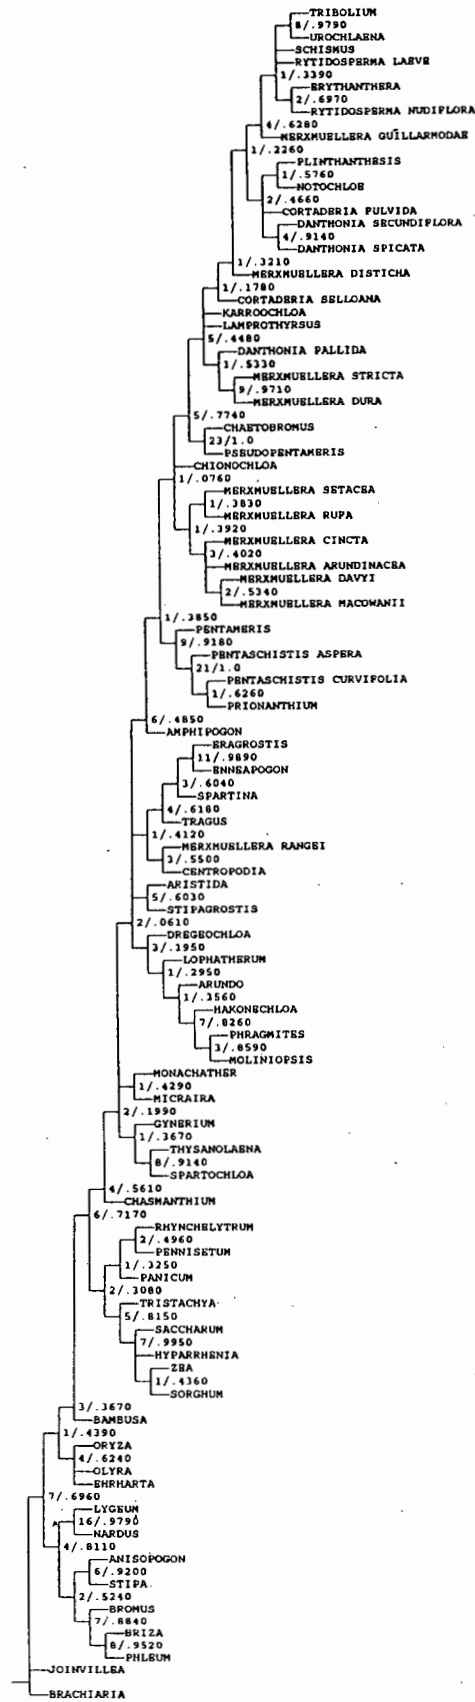 TRIBOLIUM
8/.9790
UROCHLAENA
SCHISMUS
RYTIDOSPERMA LAEVE
1/.3390
ERYTHANTHERA
2/.6970
RYTIDOSPERMA NUDIFLORA
4/.6280
MERXMUELLERA GUILLARMODAE
1/.2260
PLINTHANTHESIS
1/.5760
NOTOCHLOE
2/.4660
CORTADERIA FULVIDA
DANTHONIA SECUNDIFLORA
4/.9140
DANTHONIA SPICATA
1/.3210
MERXMUELLERA DISTICHA
1/.1780
CORTADERIA SELLOANA
KARROOCHLOA
LAMPROTHYRSUS
5/.4480
DANTHONIA PALLIDA
1/.5330
MERXMUELLERA STRICTA
9/.9710
MERXMUELLERA DURA
5/.7740
CHAETOBROMUS
23/1.0
PSEUDOPENTAMERIS
CHIONOCHLOA
1/.0760
MERXMUELLERA SETACEA
1/.3830
MERXMUELLERA RUPA
1/.3920
MERXMUELLERA CINCTA
3/.4020
MERXMUELLERA ARUNDINACEA
MERXMUELLERA DAVYI
2/.5340
MERXMUELLERA MACOWANII
1/.3850
PENTAMERIS
9/.9180
PENTASCHISTIS ASPERA
21/1.0
PENTASCHISTIS CURVIFOLIA
1/.6260
PRIONANTHIUM
6/.4850
AMPHIPOGON
ERAGROSTIS
11/.9890
ENNEAPOGON
3/.6040
SPARTINA
4/.6180
TRAGUS
1/.4120
MERXMUELLERA RANGEI
3/.5500
CENTROPODIA
ARISTIDA
5/.6030
STIPAGROSTIS
2/.0610
DREGEOCHLOA
3/.1950
LOPHATHERUM
1/.2950
ARUNDO
1/.3560
HAKONECHLOA
7/.8260
PHRAGMITES
3/.8590
MOLINIOPSIS
MONACHATHER
1/.4290
MICRAIRA
2/.1990
GYNERIUM
1/.3670
THYSANOLAENA
8/.9140
SPARTOCHLOA
4/.5610
CHASMANTHIUM
6/.7170
RHYNCHELYTRUM
2/.4960
PENNISETUM
1/.3250
PANICUM
2/.3080
TRISTACHYA
5/.8150
SACCHARUM
7/.9950
HYPARRHENIA
ZEA
1/.4360
SORGHUM
3/.3670
BAMBUSA
1/.4390
ORYZA
4/.6240
OLYRA
EHRHARTA
7/.6960
LYGEUM
16/.9790
NARDUS
4/.8110
ANISOPOGON
6/.9200
STIPA
2/.5240
BROMUS
7/.8840
BRIZA
8/.9520
PHLEUM
JOINVILLEA
BRACHIARIA